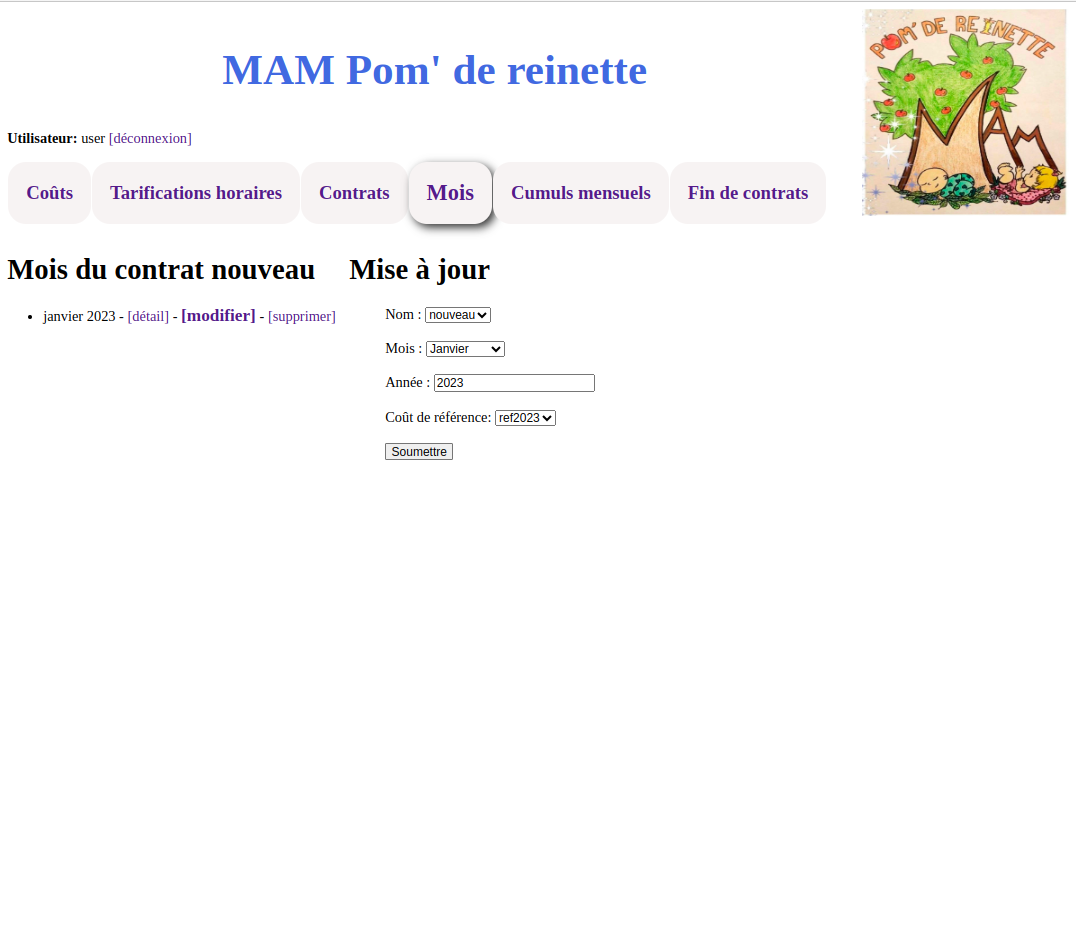 MAM Pom' de reinette
POM' DE REINETTE
MAM
Utilisateur: user [déconnexion]
Coûts Tarifications horaires Contrats Mois Cumuls mensuels Fin de contrats
Mois du contrat nouveau
• janvier 2023 - [détail] - [modifier] - [supprimer]
Mise à jour
Nom : nouveau
Mois : Janvier
Année : 2023
Coût de référence: ref2023
Soumettre